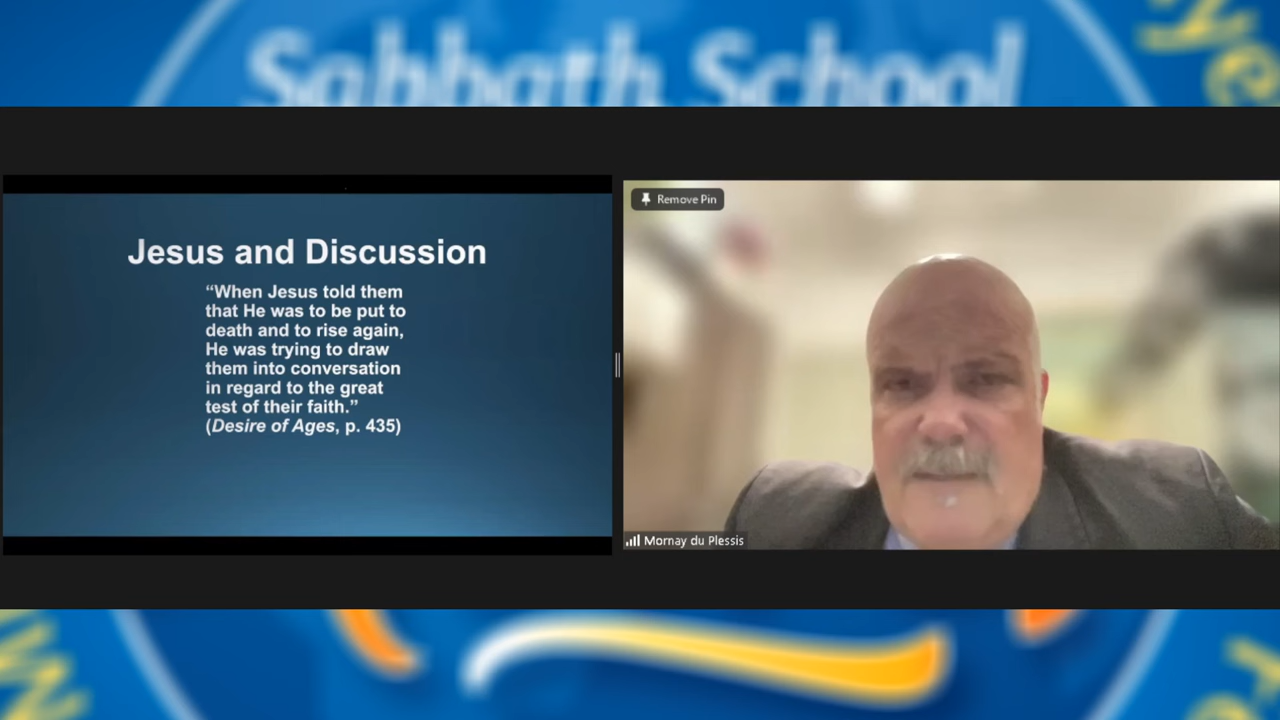 Sabbath School
Jesus and Discussion
“When Jesus told them
that He was to be put to
death and to rise again,
He was trying to draw
them into conversation
in regard to the great
test of their faith.”
(Desire of Ages, p. 435)
Remove Pin
Mornay du Plessis